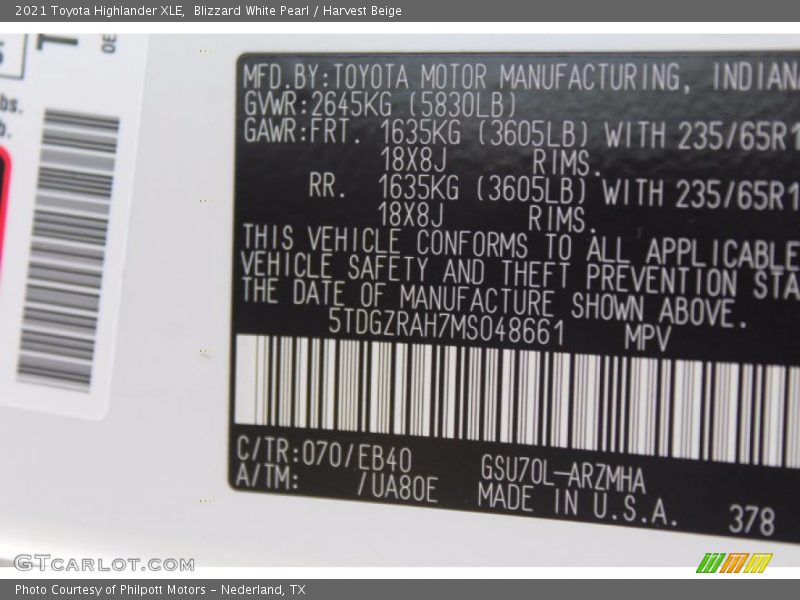 2021 Toyota Highlander XLE, Blizzard White Pearl / Harvest Beige
MFD.BY:TOYOTA MOTOR MANUFACTURING, INDIAN
GVWR:2645KG (5830LB)
GAWR:FRT. 1635KG (3605LB) WITH 235/65R1
18X8J RIMS.
RR. 1635KG (3605LB) WITH 235/65R1
18X8J RIMS.
THIS VEHICLE CONFORMS TO ALL APPLICABLE
VEHICLE SAFETY AND THEFT PREVENTION STA
THE DATE OF MANUFACTURE SHOWN ABOVE.
5TDGZRAH7MS048661 MPV
C/TR:070/EB40 GSU70L-ARZMHA
A/TM: /UA80E MADE IN U.S.A. 378
GTCARLOT.COM
Photo Courtesy of Philpott Motors - Nederland, TX